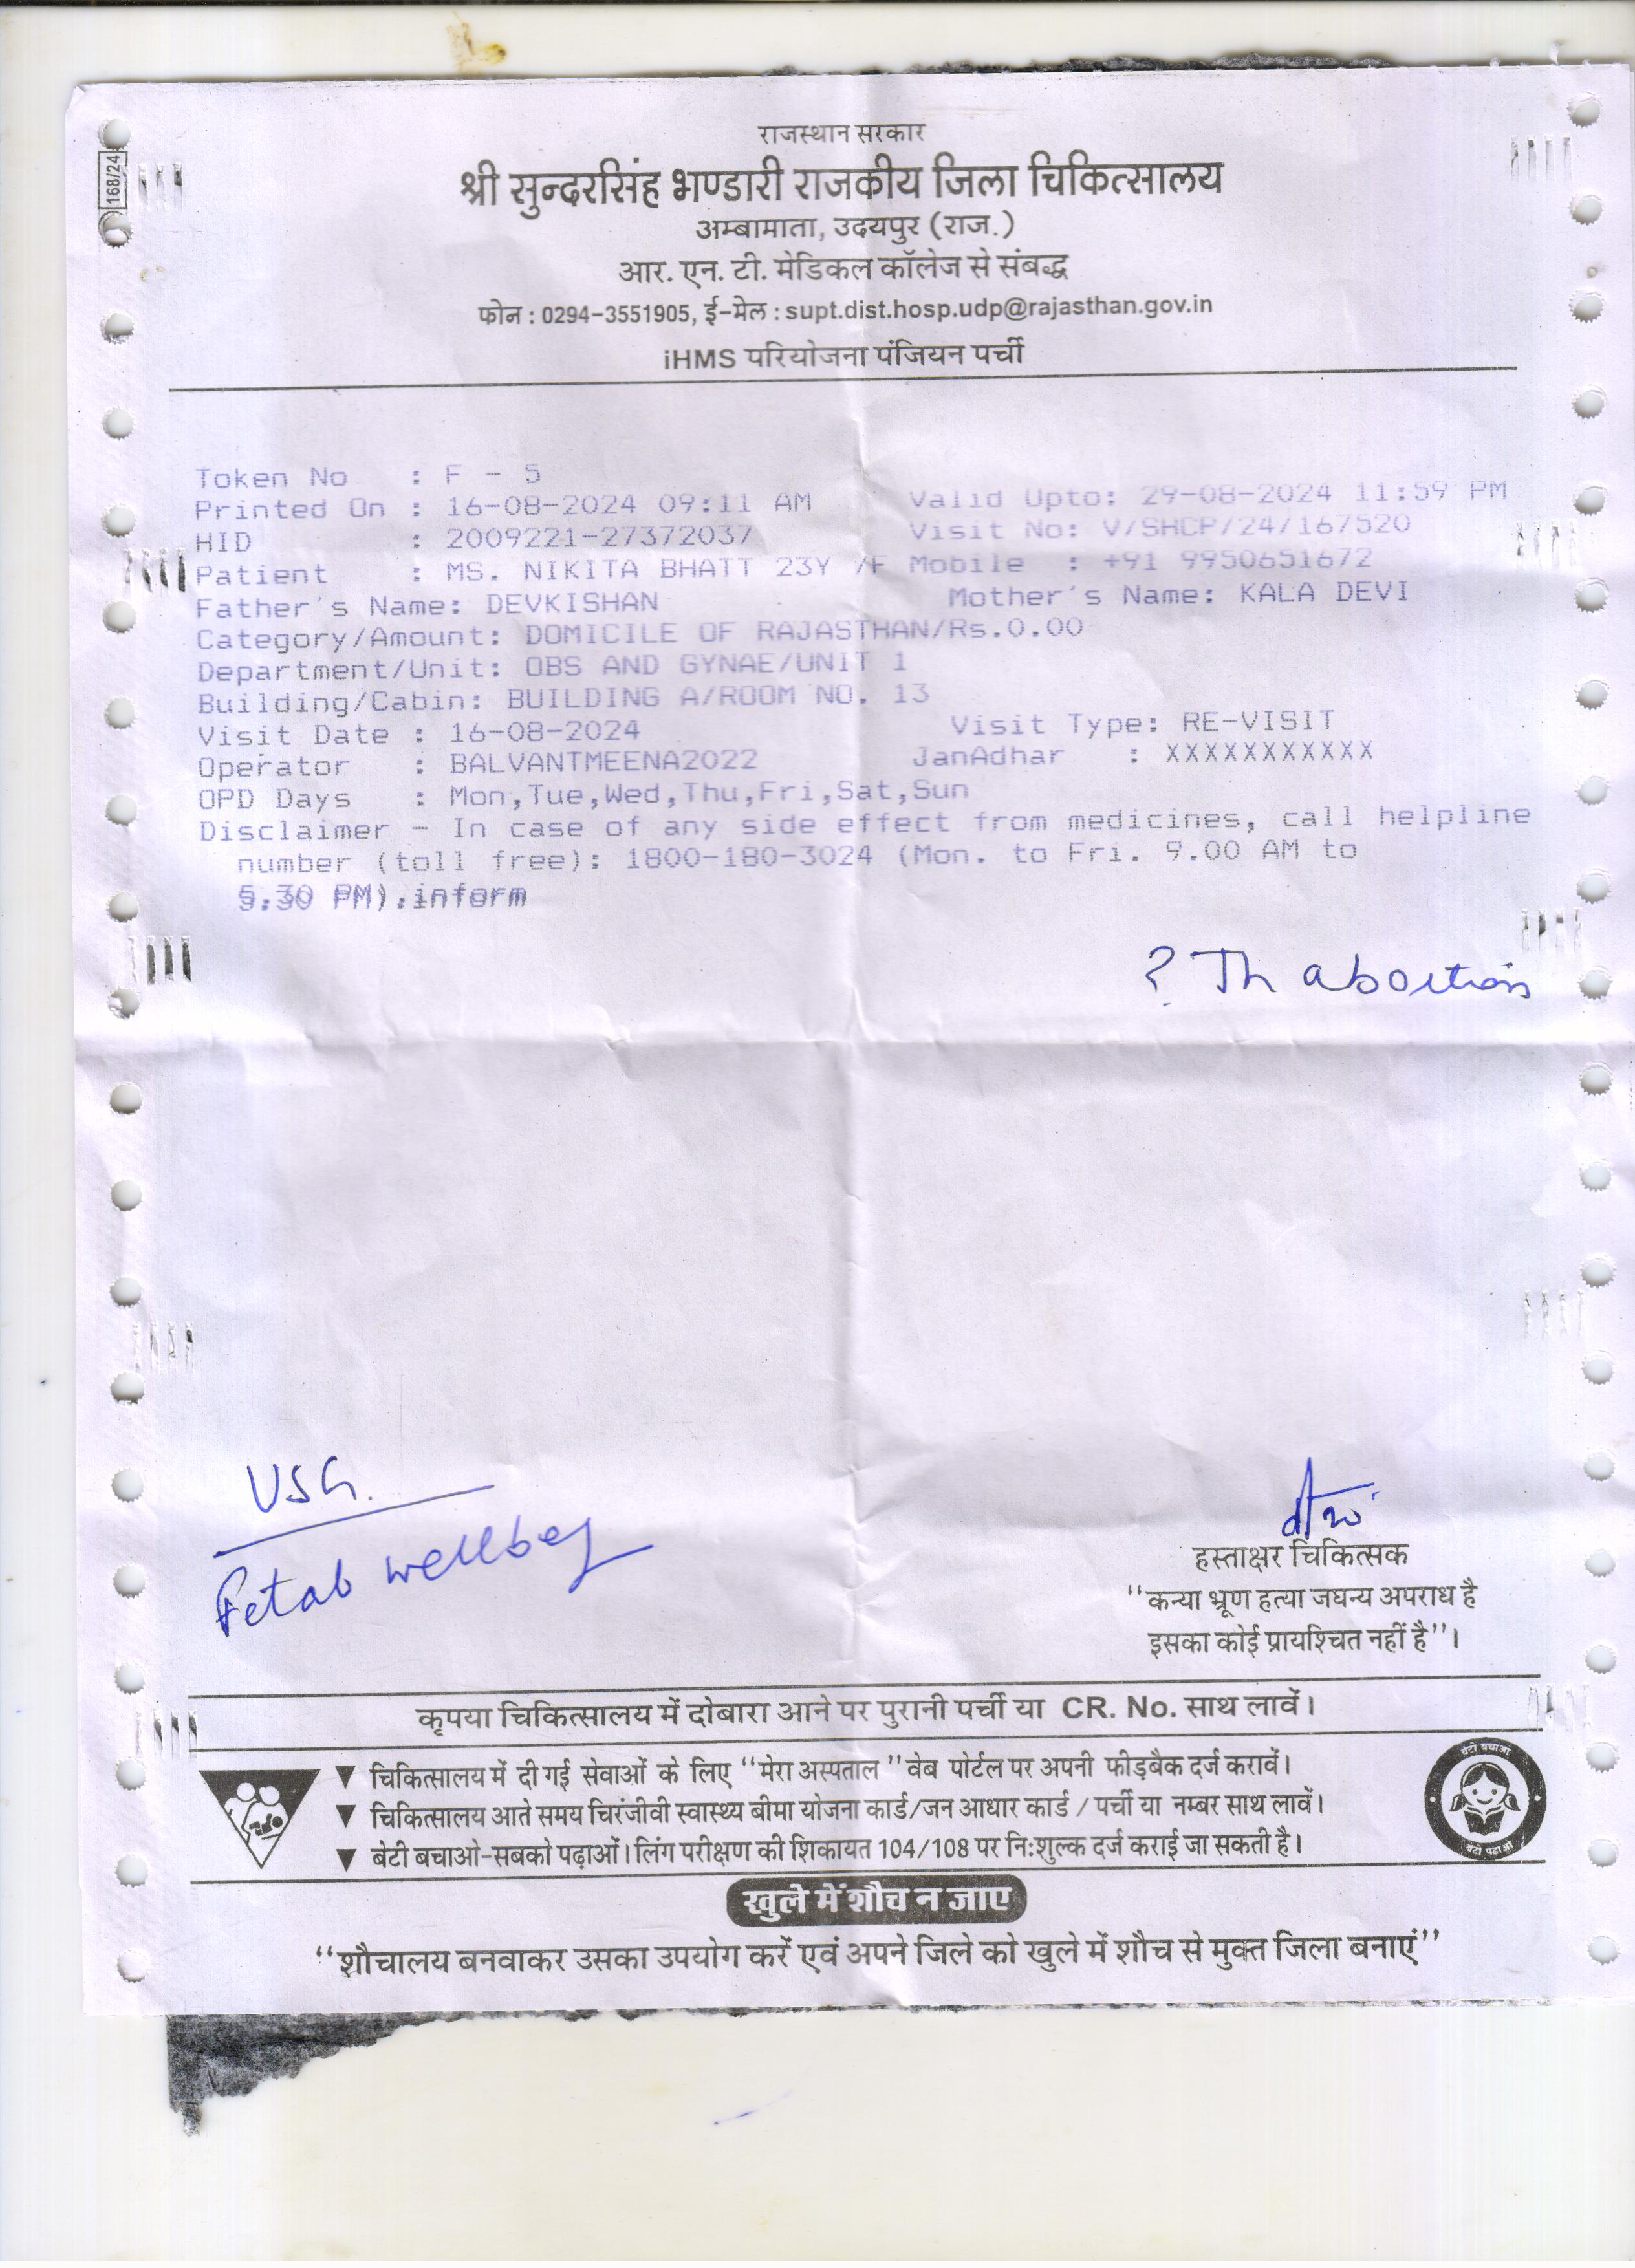 168/24
राजस्थान सरकार
श्री सुन्दरसिंह भण्डारी राजकीय जिला चिकित्सालय
अम्बामाता, उदयपुर (राज.)
आर. एन. टी. मेडिकल कॉलेज से संबद्ध
फोन : 0294-3551905, ई-मेल : supt.dist.hosp.udp@rajasthan.gov.in
iHMS परियोजना पंजियन पर्ची
Token No : F - 5
Printed On : 16-08-2024 09:11 AM Valid Upto: 29-08-2024 11:59 PM
HID : 2009221-27372037 Visit No: V/SHCP/24/167520
Patient : MS. NIKITA BHATT 23Y /F Mobile : +91 9950651672
Father's Name: DEVKISHAN Mother's Name: KALA DEVI
Category/Amount: DOMICILE OF RAJASTHAN/Rs.0.00
Department/Unit: OBS AND GYNAE/UNIT 1
Building/Cabin: BUILDING A/ROOM NO. 13
Visit Date : 16-08-2024 Visit Type: RE-VISIT
Operator : BALVANTMEENA2022 JanAdhar : XXXXXXXXXXX
OPD Days : Mon,Tue,Wed,Thu,Fri,Sat,Sun
Disclaimer - In case of any side effect from medicines, call helpline
number (toll free): 1800-180-3024 (Mon. to Fri. 9.00 AM to
5.30 PM).inform
? Th abortion
USG.
Fetal wellbeg
हस्ताक्षर चिकित्सक
"कन्या भ्रूण हत्या जघन्य अपराध है
इसका कोई प्रायश्चित नहीं है"।
कृपया चिकित्सालय में दोबारा आने पर पुरानी पर्ची या CR. No. साथ लावें।
▼ चिकित्सालय में दी गई सेवाओं के लिए "मेरा अस्पताल" वेब पोर्टल पर अपनी फीड़बैक दर्ज करावें।
▼ चिकित्सालय आते समय चिरंजीवी स्वास्थ्य बीमा योजना कार्ड/जन आधार कार्ड / पर्ची या नम्बर साथ लावें।
▼ बेटी बचाओ-सबको पढ़ाओं। लिंग परीक्षण की शिकायत 104/108 पर नि:शुल्क दर्ज कराई जा सकती है।
बेटी बचाओ
बेटी पढाओ
खुले में शौच न जाए
"शौचालय बनवाकर उसका उपयोग करें एवं अपने जिले को खुले में शौच से मुक्त जिला बनाएं"